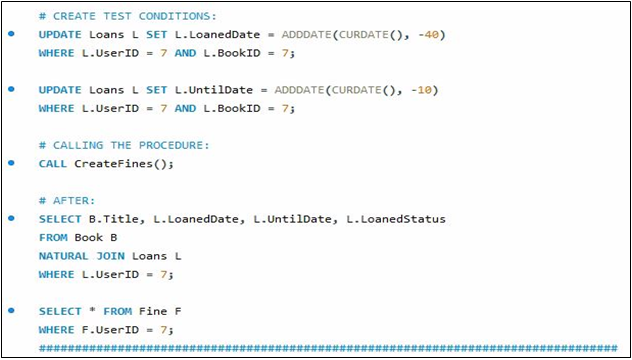 # CREATE TEST CONDITIONS:
UPDATE Loans L SET L.LoanedDate = ADDDATE(CURDATE(), -40)
WHERE L.UserID = 7 AND L.BookID = 7;
UPDATE Loans L SET L.UntilDate = ADDDATE(CURDATE(), -10)
WHERE L.UserID = 7 AND L.BookID = 7;
# CALLING THE PROCEDURE:
CALL CreateFines();
# AFTER:
SELECT B.Title, L.LoanedDate, L.UntilDate, L.LoanedStatus
FROM Book B
NATURAL JOIN Loans L
WHERE L.UserID = 7;
SELECT * FROM Fine F
WHERE F.UserID = 7;
################################################################################